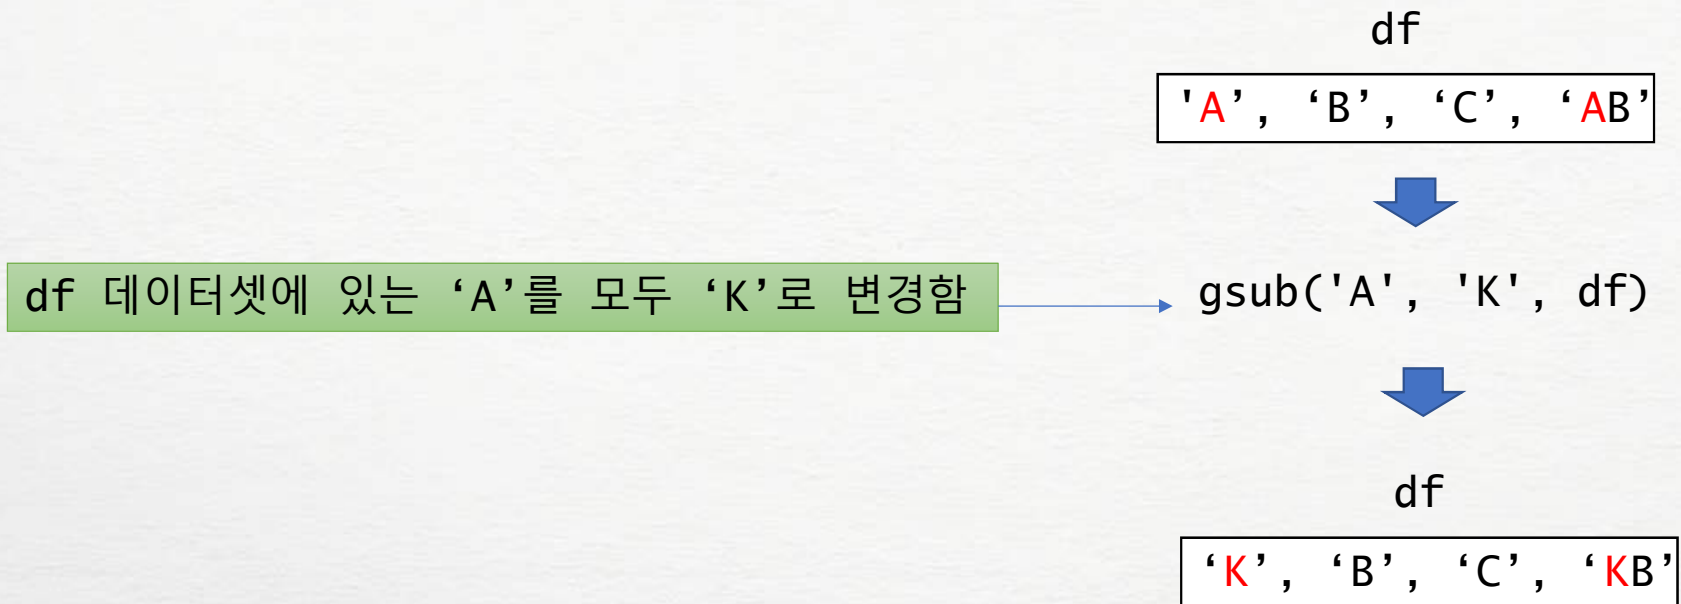 df
'A’, ‘B’, ‘C’, ‘AB’
df 데이터셋에 있는 ‘A’를 모두 ‘K’로 변경함
gsub('A', 'K', df)
df
‘K’, ‘B’, ‘C’, ‘KB’